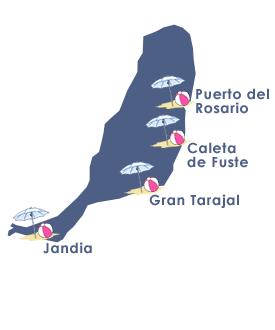 Puerto del
Rosario
Caleta
de Fuste
Gran Tarajal
Jandia